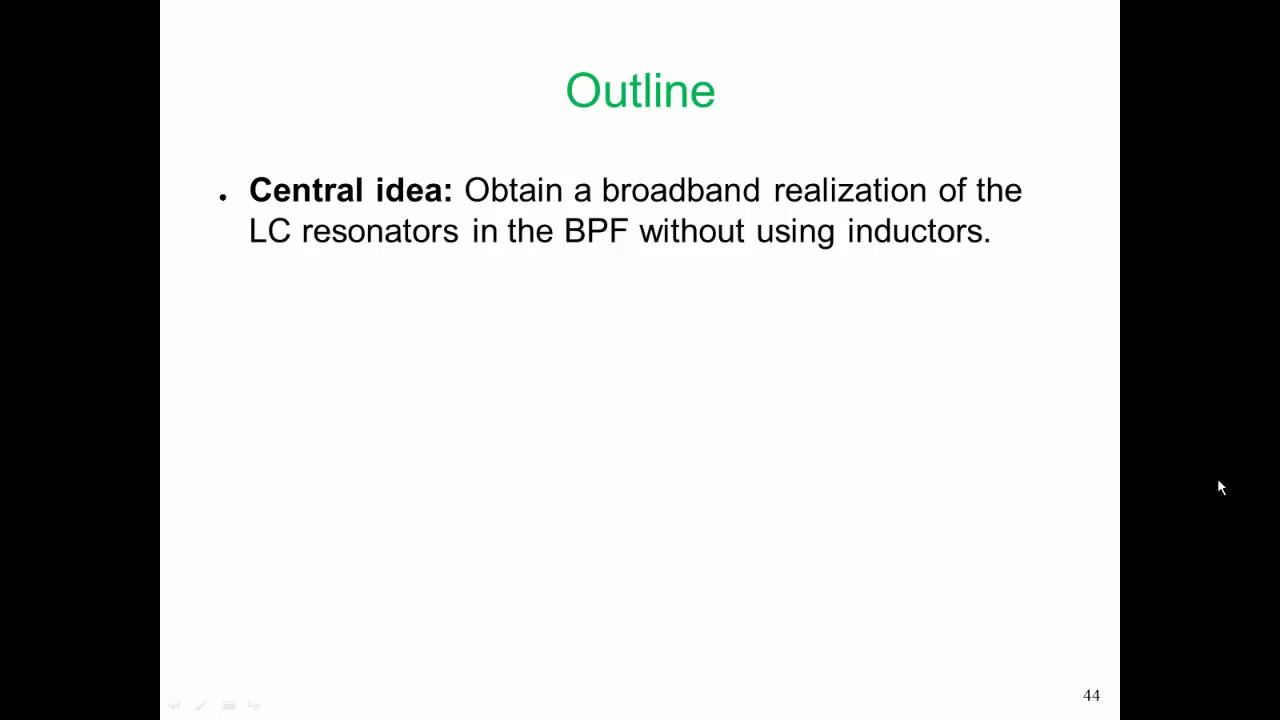 Outline
• Central idea: Obtain a broadband realization of the
LC resonators in the BPF without using inductors.
44